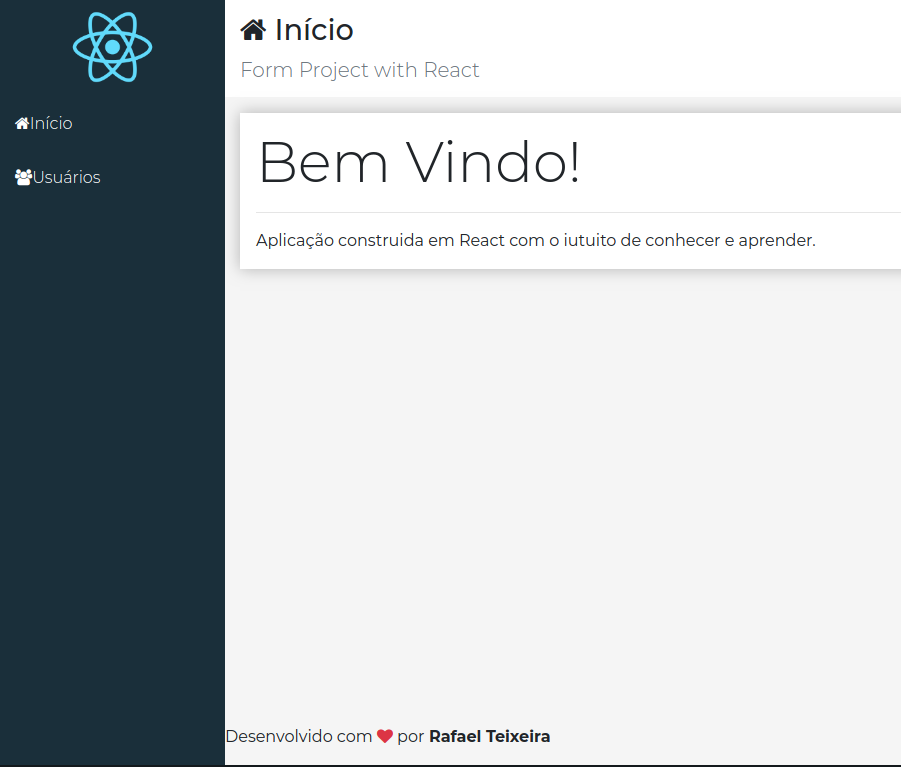 Início
Form Project with React
Início
Usuários
Bem Vindo!
Aplicação construida em React com o iutuito de conhecer e aprender.
Desenvolvido com por Rafael Teixeira